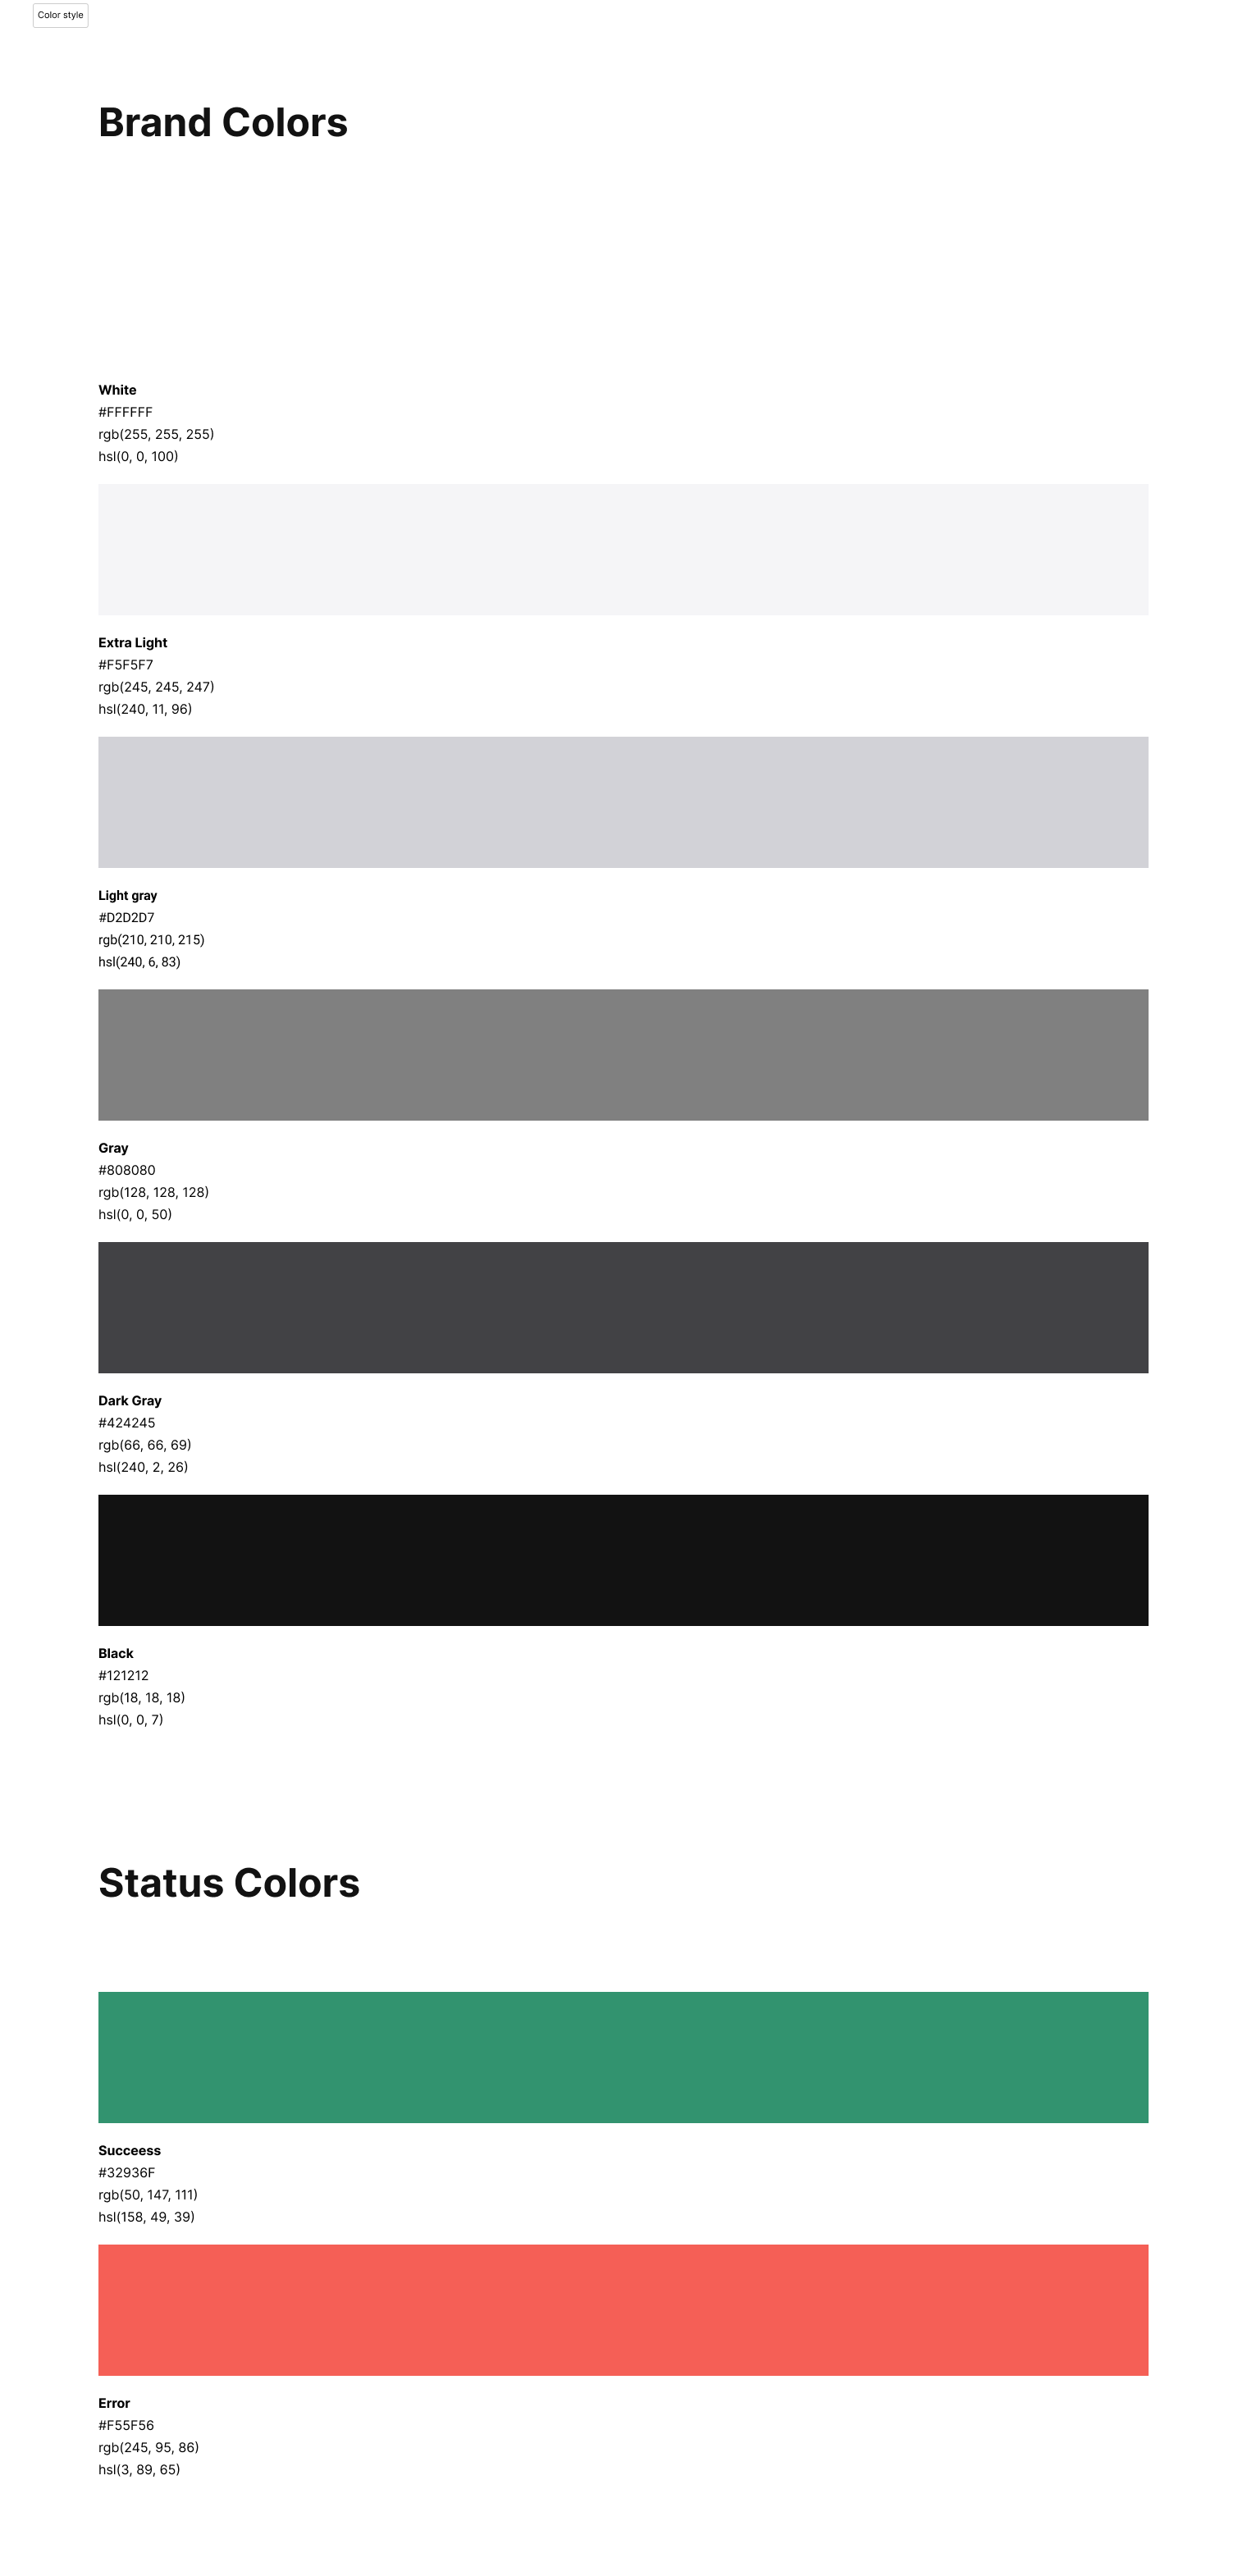 Color style
Brand Colors
White
#FFFFFF
rgb(255, 255, 255)
hsl(0, 0, 100)
Extra Light
#F5F5F7
rgb(245, 245, 247)
hsl(240, 11, 96)
Light gray
#D2D2D7
rgb(210, 210, 215)
hsl(240, 6, 83)
Gray
#808080
rgb(128, 128, 128)
hsl(0, 0, 50)
Dark Gray
#424245
rgb(66, 66, 69)
hsl(240, 2, 26)
Black
#121212
rgb(18, 18, 18)
hsl(0, 0, 7)
Status Colors
Succeess
#32936F
rgb(50, 147, 111)
hsl(158, 49, 39)
Error
#F55F56
rgb(245, 95, 86)
hsl(3, 89, 65)